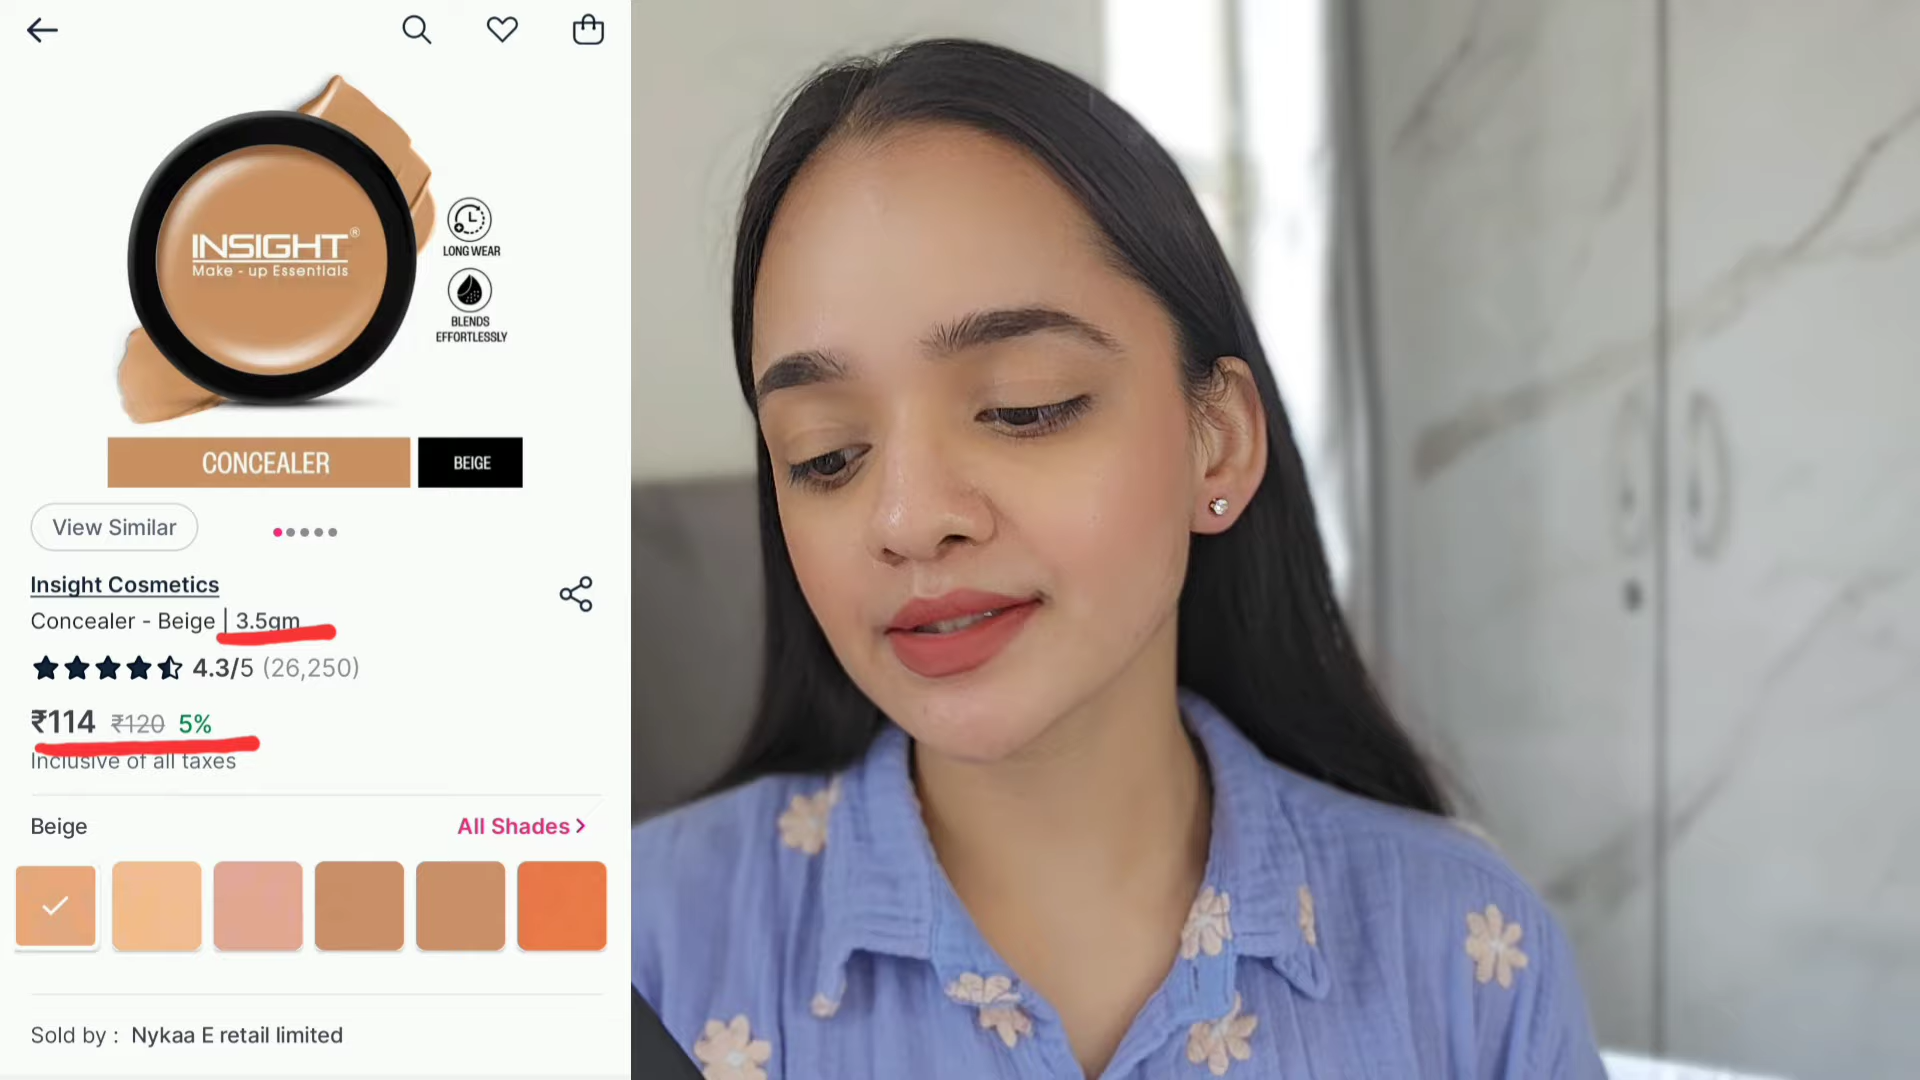 INSIGHT®
Make-up Essentials
LONG WEAR
BLENDS
EFFORTLESSLY
CONCEALER
BEIGE
View Similar
Insight Cosmetics
Concealer - Beige | 3.5gm
4.3/5 (26,250)
₹114 ₹120 5%
Inclusive of all taxes
Beige
All Shades >
Sold by : Nykaa E retail limited